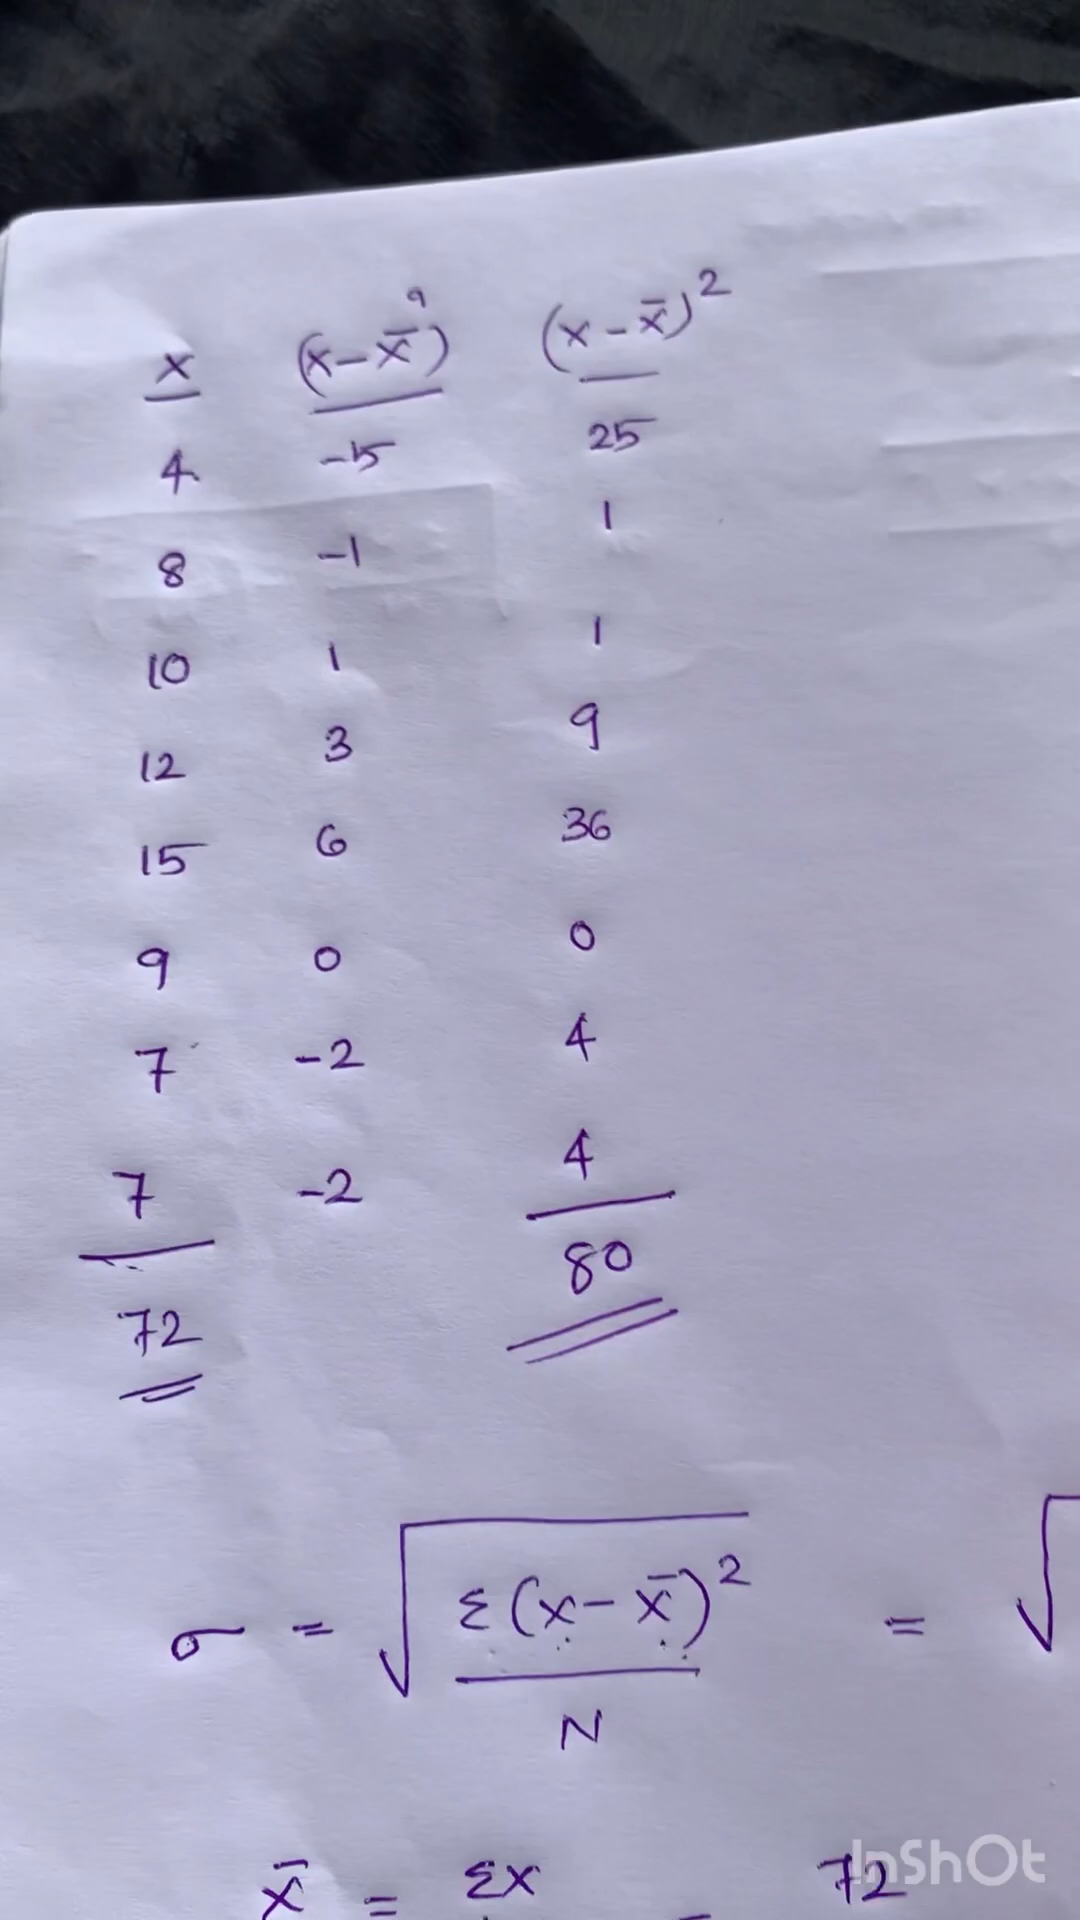 9
x (x-x̄) (x-x̄)²
4 -5 25
8 -1 1
10 1 1
12 3 9
15 6 36
9 0 0
7 -2 4
7 -2 4
72 80
σ = √Σ(x-x̄)² = √
N
x̄ = Σx = 72
InShOt